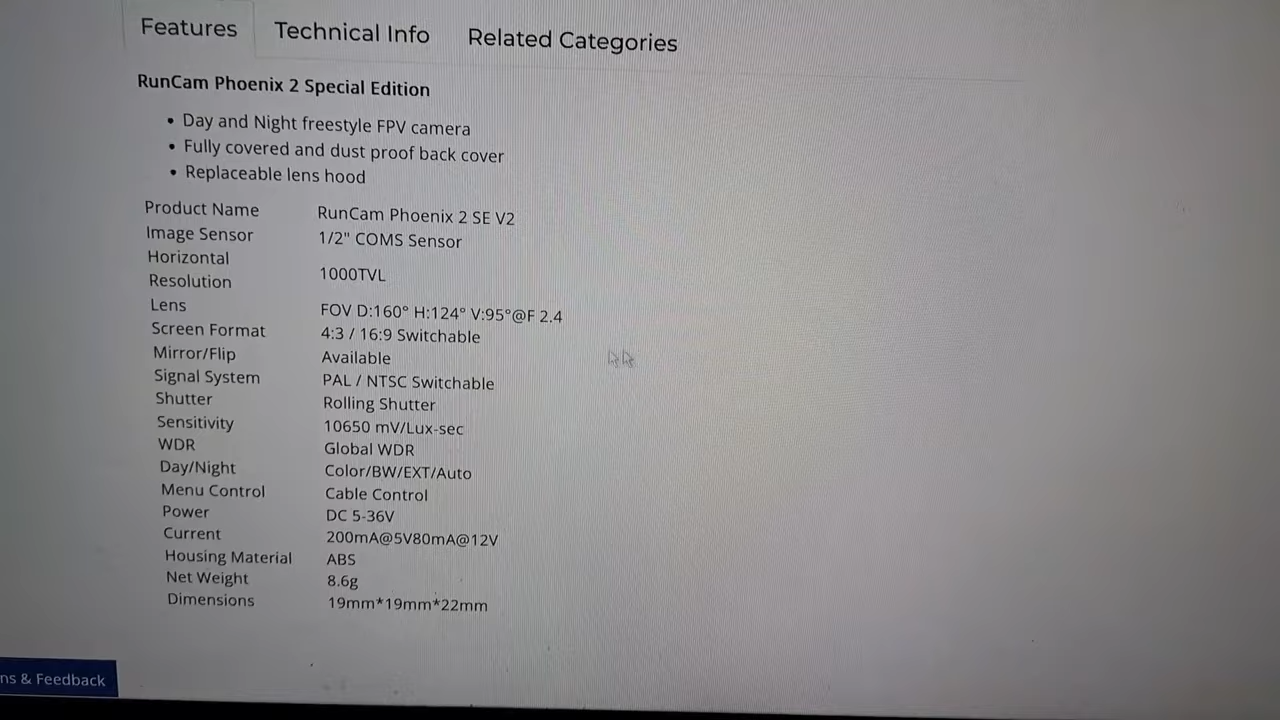 Features Technical Info Related Categories
RunCam Phoenix 2 Special Edition
• Day and Night freestyle FPV camera
• Fully covered and dust proof back cover
• Replaceable lens hood
Product Name RunCam Phoenix 2 SE V2
Image Sensor 1/2" COMS Sensor
Horizontal
Resolution 1000TVL
Lens FOV D:160° H:124° V:95°@F 2.4
Screen Format 4:3 / 16:9 Switchable
Mirror/Flip Available
Signal System PAL / NTSC Switchable
Shutter Rolling Shutter
Sensitivity 10650 mV/Lux-sec
WDR Global WDR
Day/Night Color/BW/EXT/Auto
Menu Control Cable Control
Power DC 5-36V
Current 200mA@5V80mA@12V
Housing Material ABS
Net Weight 8.6g
Dimensions 19mm*19mm*22mm
ns & Feedback